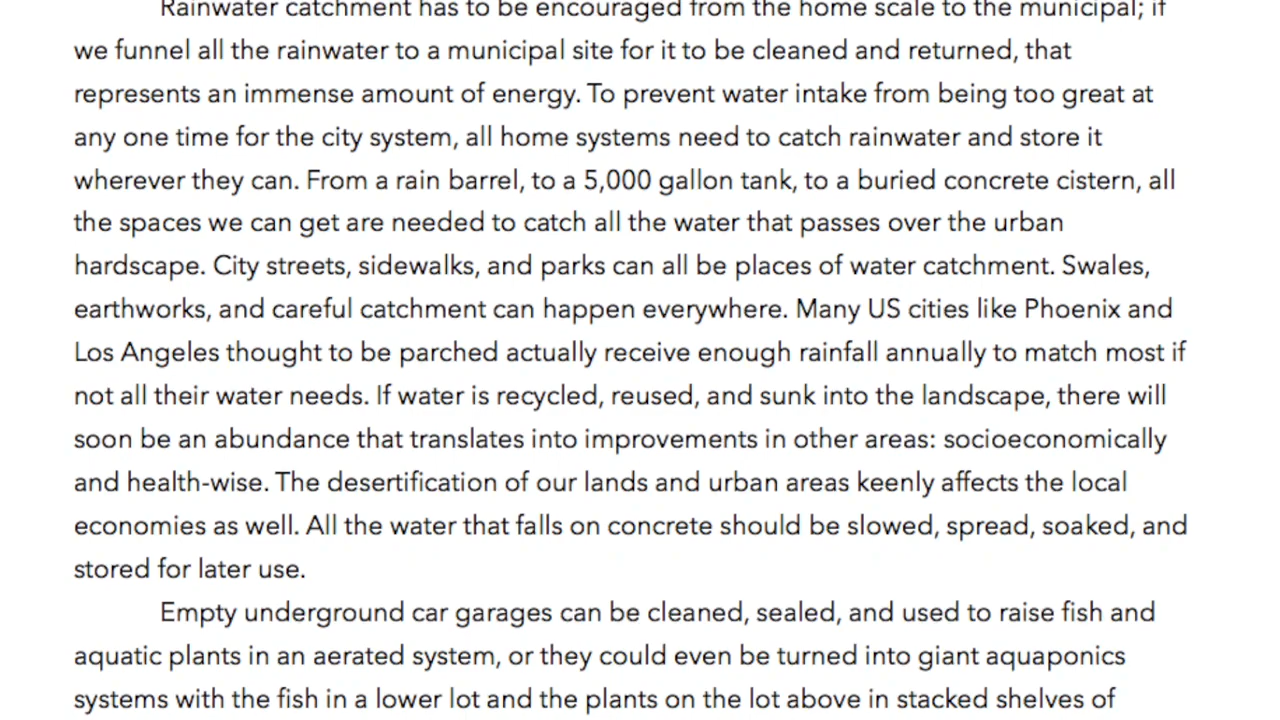 Rainwater catchment has to be encouraged from the home scale to the municipal; if
we funnel all the rainwater to a municipal site for it to be cleaned and returned, that
represents an immense amount of energy. To prevent water intake from being too great at
any one time for the city system, all home systems need to catch rainwater and store it
wherever they can. From a rain barrel, to a 5,000 gallon tank, to a buried concrete cistern, all
the spaces we can get are needed to catch all the water that passes over the urban
hardscape. City streets, sidewalks, and parks can all be places of water catchment. Swales,
earthworks, and careful catchment can happen everywhere. Many US cities like Phoenix and
Los Angeles thought to be parched actually receive enough rainfall annually to match most if
not all their water needs. If water is recycled, reused, and sunk into the landscape, there will
soon be an abundance that translates into improvements in other areas: socioeconomically
and health-wise. The desertification of our lands and urban areas keenly affects the local
economies as well. All the water that falls on concrete should be slowed, spread, soaked, and
stored for later use.
Empty underground car garages can be cleaned, sealed, and used to raise fish and
aquatic plants in an aerated system, or they could even be turned into giant aquaponics
systems with the fish in a lower lot and the plants on the lot above in stacked shelves of